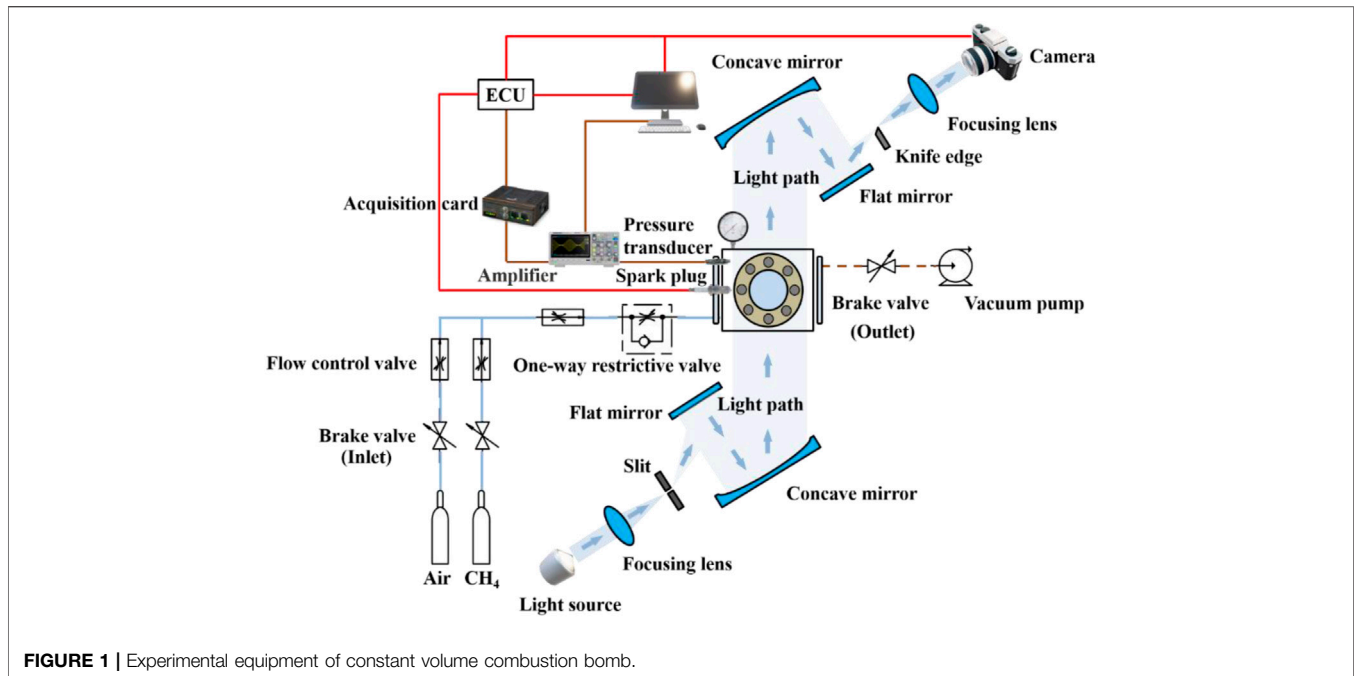 Concave mirror
Camera
ECU
Focusing lens
Knife edge
Light path
Flat mirror
Acquisition card
Pressure
transducer
Amplifier
Spark plug
Brake valve
(Outlet)
Vacuum pump
Flow control valve
One-way restrictive valve
Flat mirror
Light path
Brake valve
(Inlet)
Slit
Concave mirror
Focusing lens
Air
CH₄
Light source
FIGURE 1 | Experimental equipment of constant volume combustion bomb.